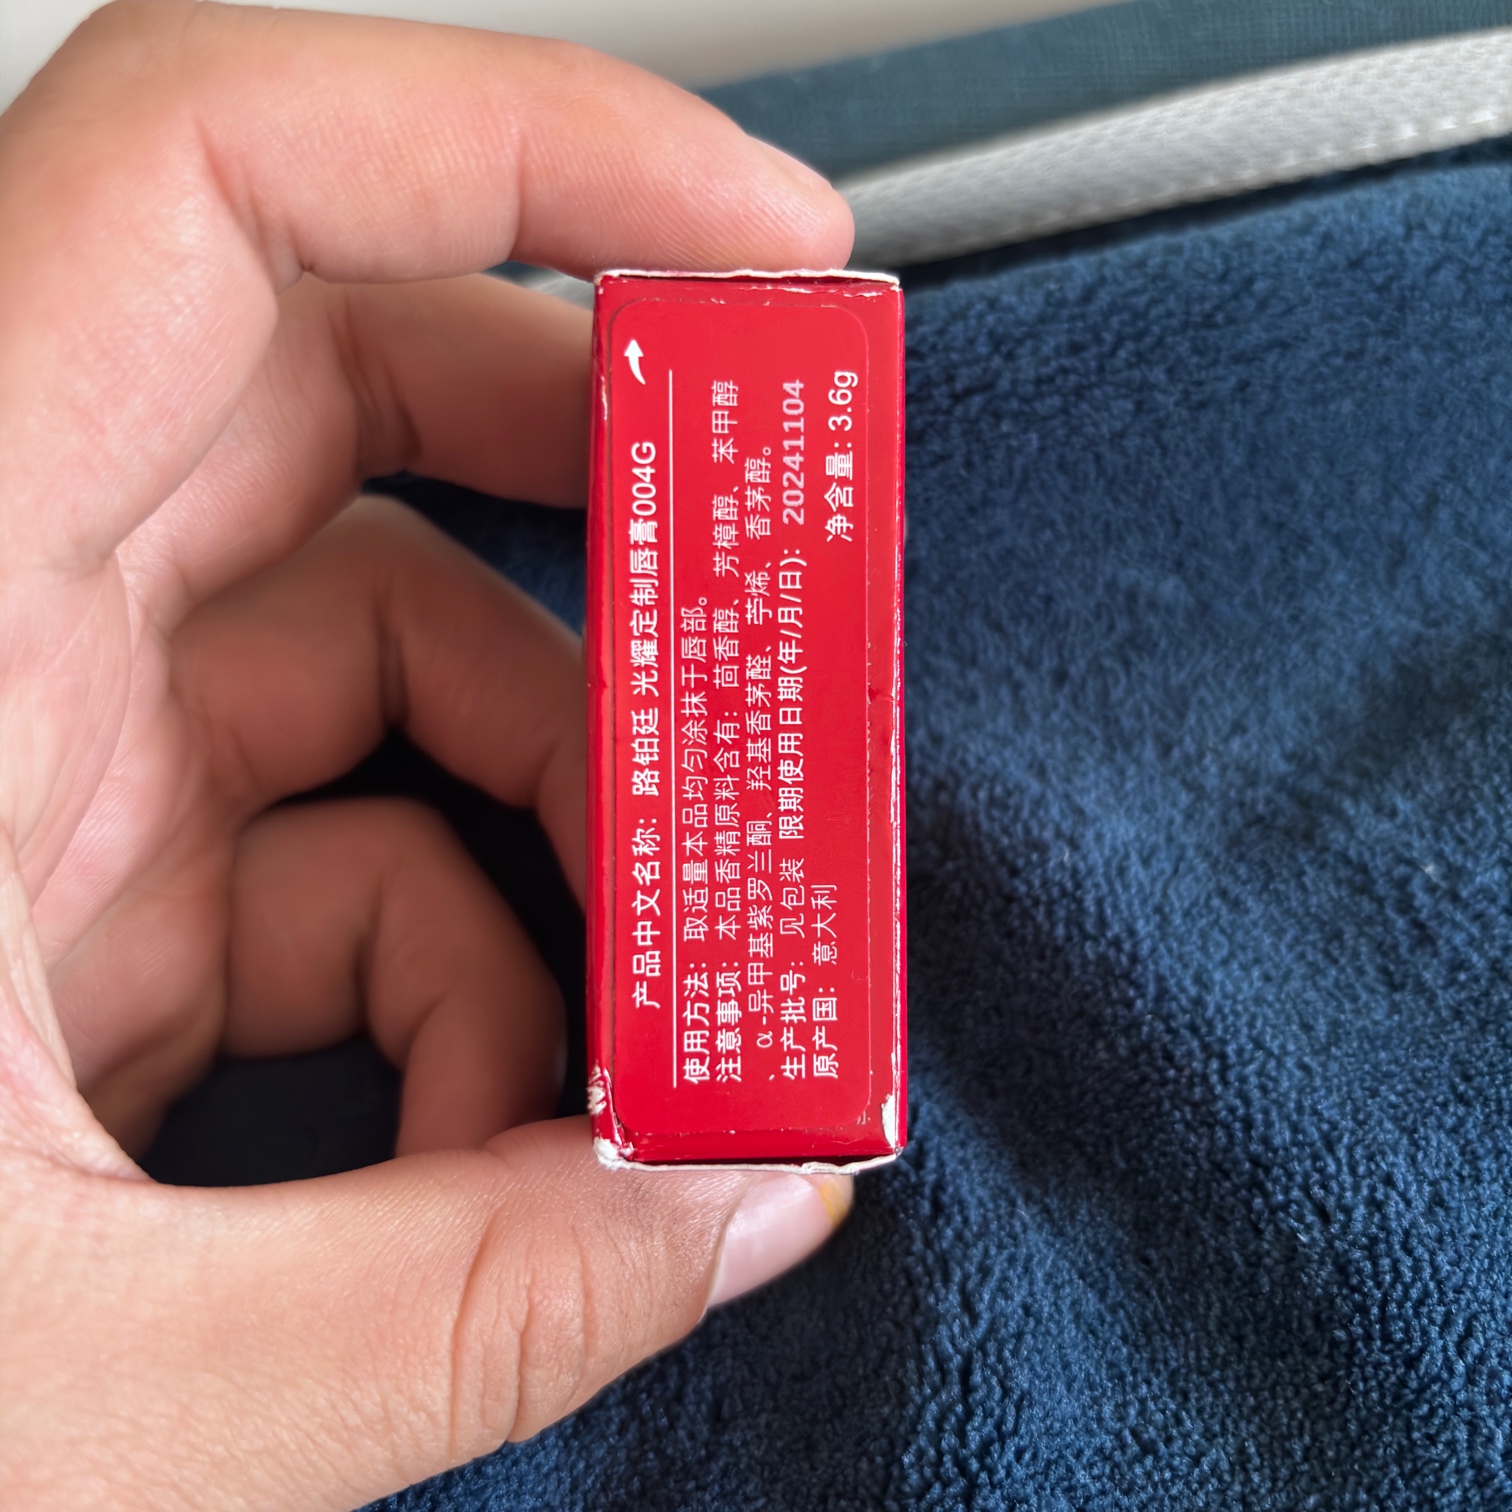 产品中文名称：路铂廷 光耀定制唇膏004G
使用方法：取适量本品均匀涂抹于唇部。
注意事项：本品香精原料含有：茴香醇、芳樟醇、苯甲醇
、α-异甲基紫罗兰酮、羟基香茅醛、苧烯、香茅醇。
生产批号：见包装 限期使用日期(年/月/日)：20241104
原产国：意大利 净含量: 3.6g